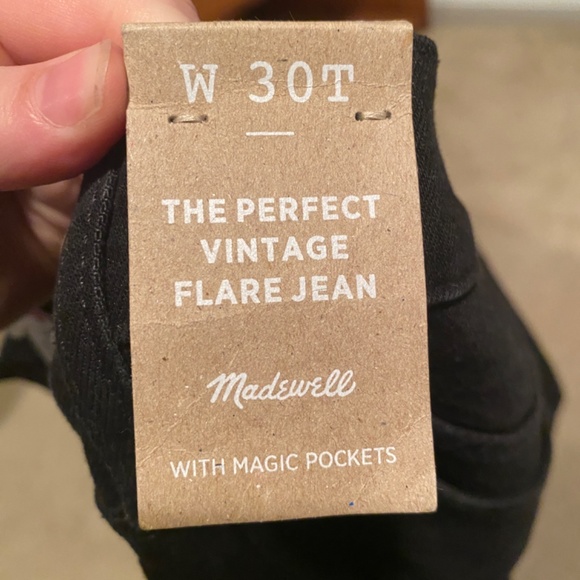 W 30T
THE PERFECT
VINTAGE
FLARE JEAN
Madewell
WITH MAGIC POCKETS